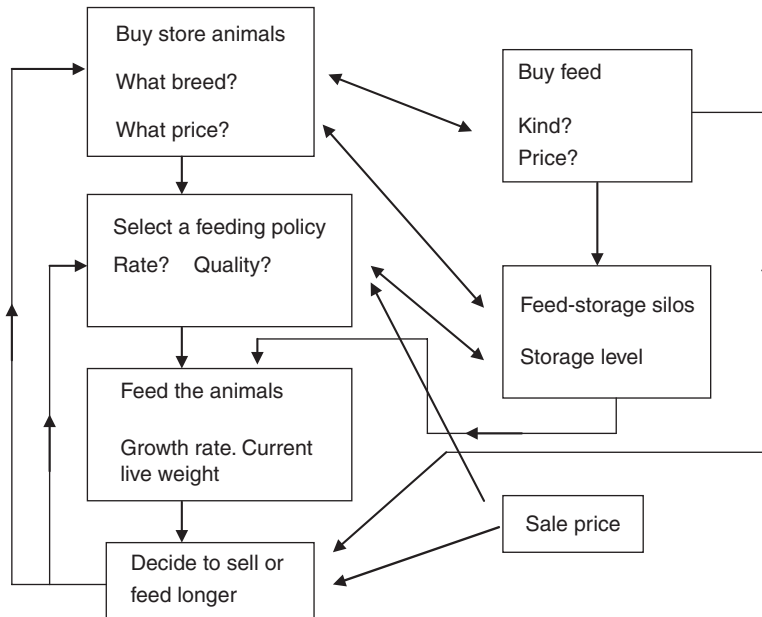 Buy store animals
What breed?
What price?
Buy feed
Kind?
Price?
Select a feeding policy
Rate? Quality?
Feed-storage silos
Storage level
Feed the animals
Growth rate. Current
live weight
Sale price
Decide to sell or
feed longer